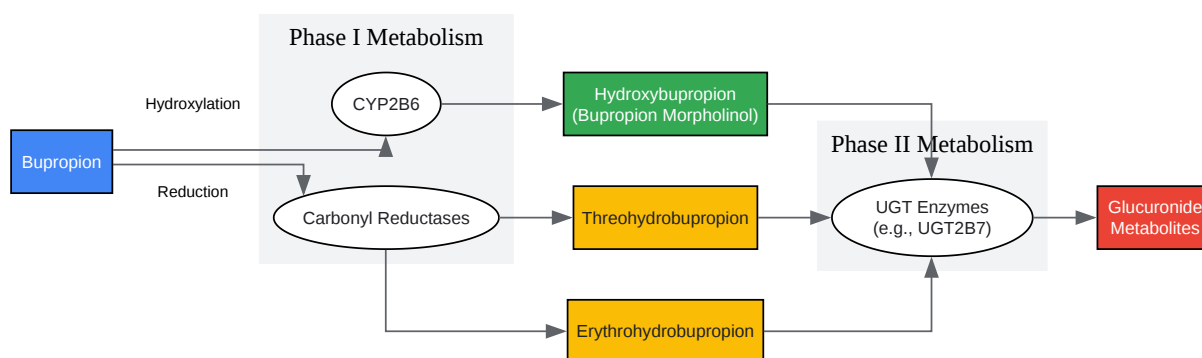 Phase I Metabolism
Hydroxylation
CYP2B6
Hydroxybupropion
(Bupropion Morpholinol)
Bupropion
Phase II Metabolism
Reduction
Carbonyl Reductases
Threohydrobupropion
UGT Enzymes
(e.g., UGT2B7)
Glucuronide
Metabolites
Erythrohydrobupropion